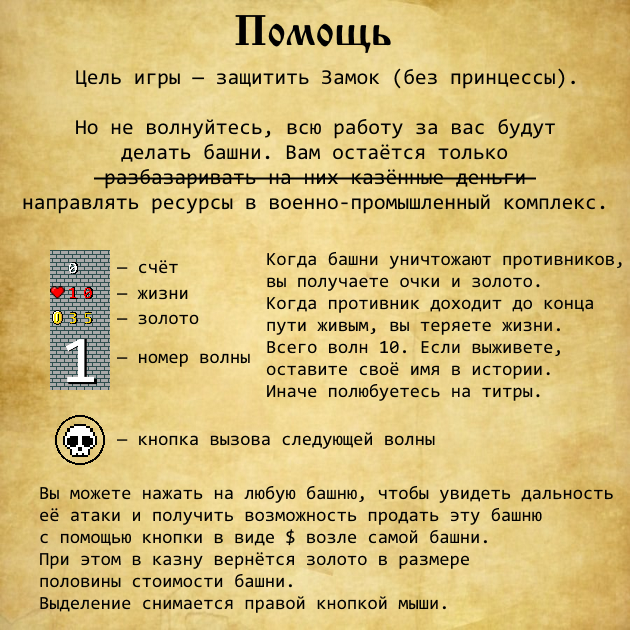 Помощь
Цель игры — защитить Замок (без принцессы).
Но не волнуйтесь, всю работу за вас будут
делать башни. Вам остаётся только
разбазаривать на них казённые деньги
направлять ресурсы в военно-промышленный комплекс.
0 — счёт
10 — жизни
035 — золото
1 — номер волны
Когда башни уничтожают противников,
вы получаете очки и золото.
Когда противник доходит до конца
пути живым, вы теряете жизни.
Всего волн 10. Если выживете,
оставите своё имя в истории.
Иначе полюбуетесь на титры.
— кнопка вызова следующей волны
Вы можете нажать на любую башню, чтобы увидеть дальность
её атаки и получить возможность продать эту башню
с помощью кнопки в виде $ возле самой башни.
При этом в казну вернётся золото в размере
половины стоимости башни.
Выделение снимается правой кнопкой мыши.